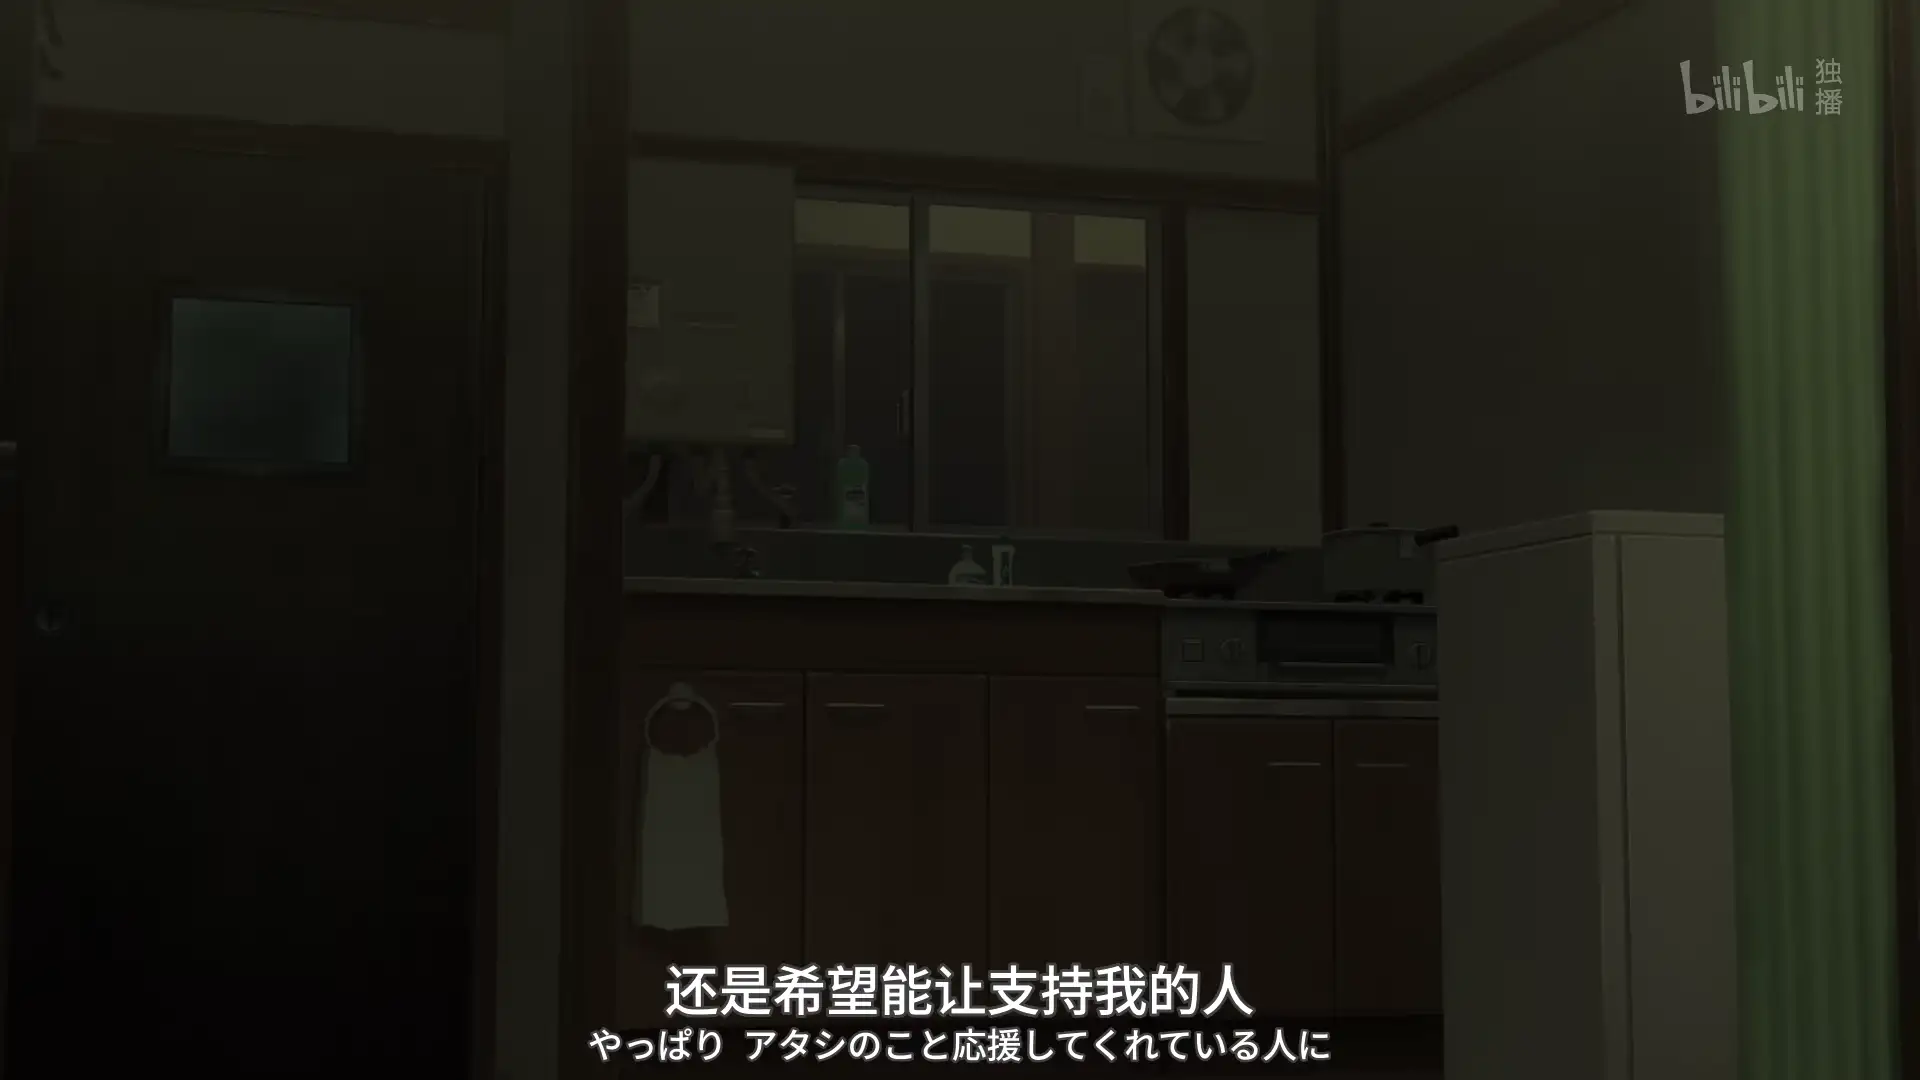 bilibili 独播
还是希望能让支持我的人
やっぱり アタシのこと応援してくれている人に